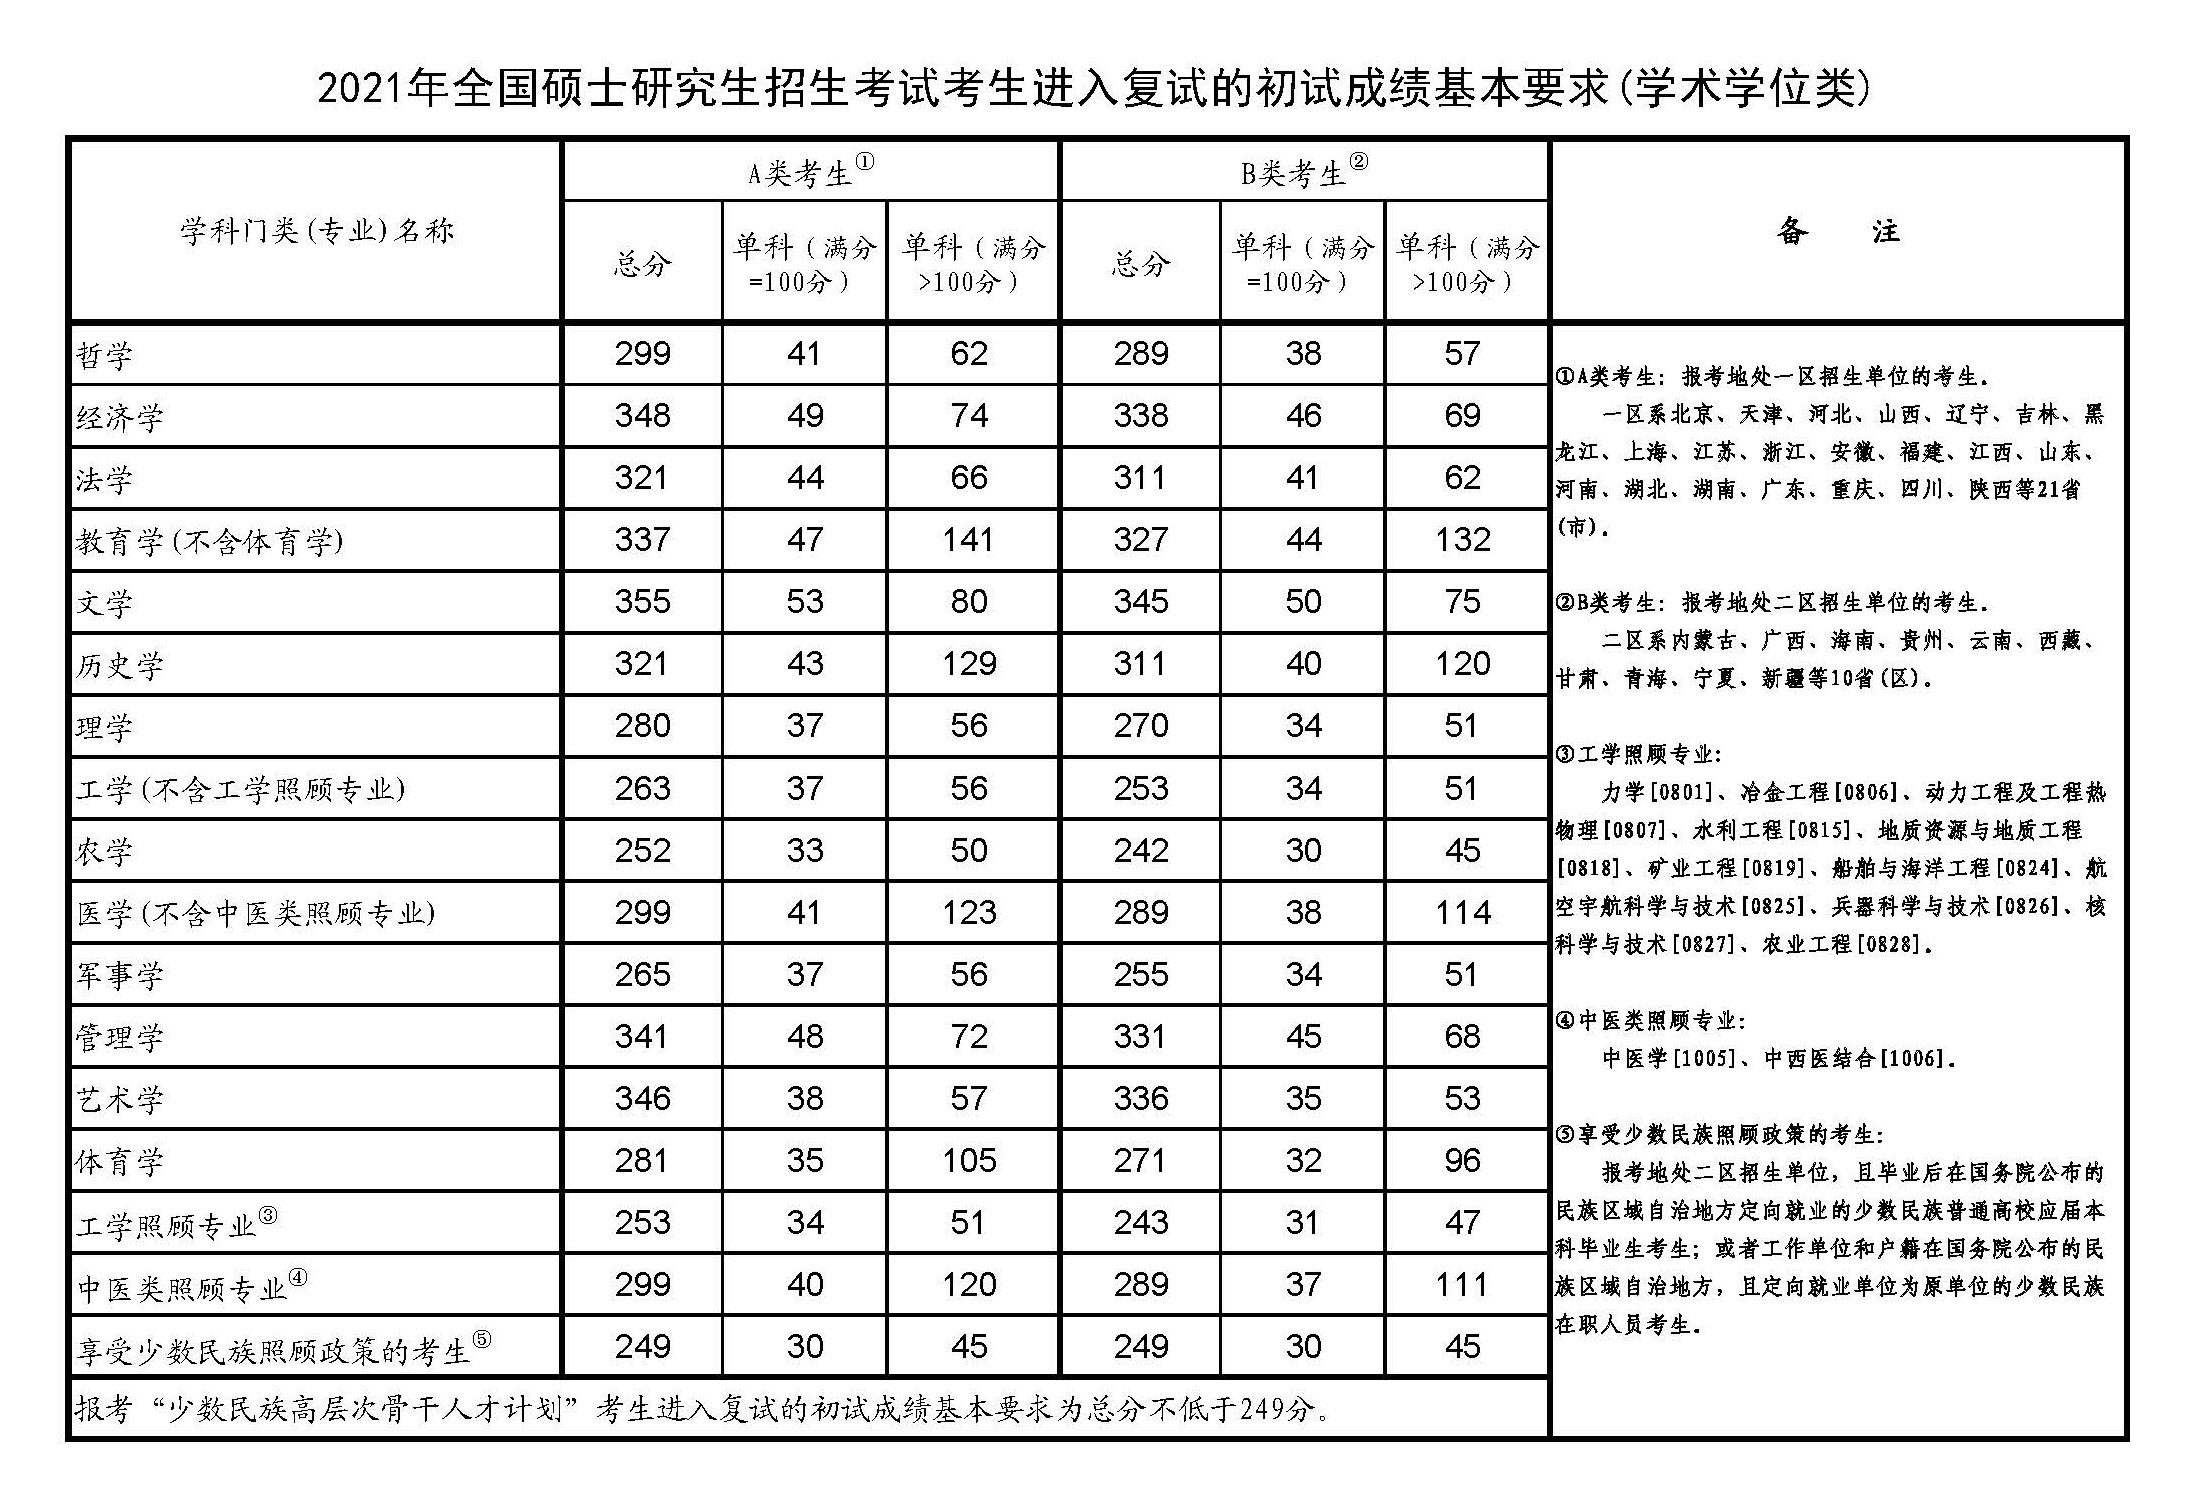 2021年全国硕士研究生招生考试考生进入复试的初试成绩基本要求(学术学位类)
学科门类(专业)名称 A类考生① B类考生② 备 注
总分 单科（满分=100分） 单科（满分>100分） 总分 单科（满分=100分） 单科（满分>100分）
哲学 299 41 62 289 38 57
经济学 348 49 74 338 46 69
法学 321 44 66 311 41 62
教育学(不含体育学) 337 47 141 327 44 132
文学 355 53 80 345 50 75
历史学 321 43 129 311 40 120
理学 280 37 56 270 34 51
工学(不含工学照顾专业) 263 37 56 253 34 51
农学 252 33 50 242 30 45
医学(不含中医类照顾专业) 299 41 123 289 38 114
军事学 265 37 56 255 34 51
管理学 341 48 72 331 45 68
艺术学 346 38 57 336 35 53
体育学 281 35 105 271 32 96
工学照顾专业③ 253 34 51 243 31 47
中医类照顾专业④ 299 40 120 289 37 111
享受少数民族照顾政策的考生⑤ 249 30 45 249 30 45
报考“少数民族高层次骨干人才计划”考生进入复试的初试成绩基本要求为总分不低于249分。
①A类考生：报考地处一区招生单位的考生.
一区系北京、天津、河北、山西、辽宁、吉林、黑
龙江、上海、江苏、浙江、安徽、福建、江西、山东、
河南、湖北、湖南、广东、重庆、四川、陕西等21省
(市).
②B类考生：报考地处二区招生单位的考生.
二区系内蒙古、广西、海南、贵州、云南、西藏、
甘肃、青海、宁夏、新疆等10省(区).
③工学照顾专业：
力学[0801]、冶金工程[0806]、动力工程及工程热
物理[0807]、水利工程[0815]、地质资源与地质工程
[0818]、矿业工程[0819]、船舶与海洋工程[0824]、航
空宇航科学与技术[0825]、兵器科学与技术[0826]、核
科学与技术[0827]、农业工程[0828].
④中医类照顾专业：
中医学[1005]、中西医结合[1006].
⑤享受少数民族照顾政策的考生：
报考地处二区招生单位，且毕业后在国务院公布的
民族区域自治地方定向就业的少数民族普通高校应届本
科毕业生考生；或者工作单位和户籍在国务院公布的民
族区域自治地方，且定向就业单位为原单位的少数民族
在职人员考生.